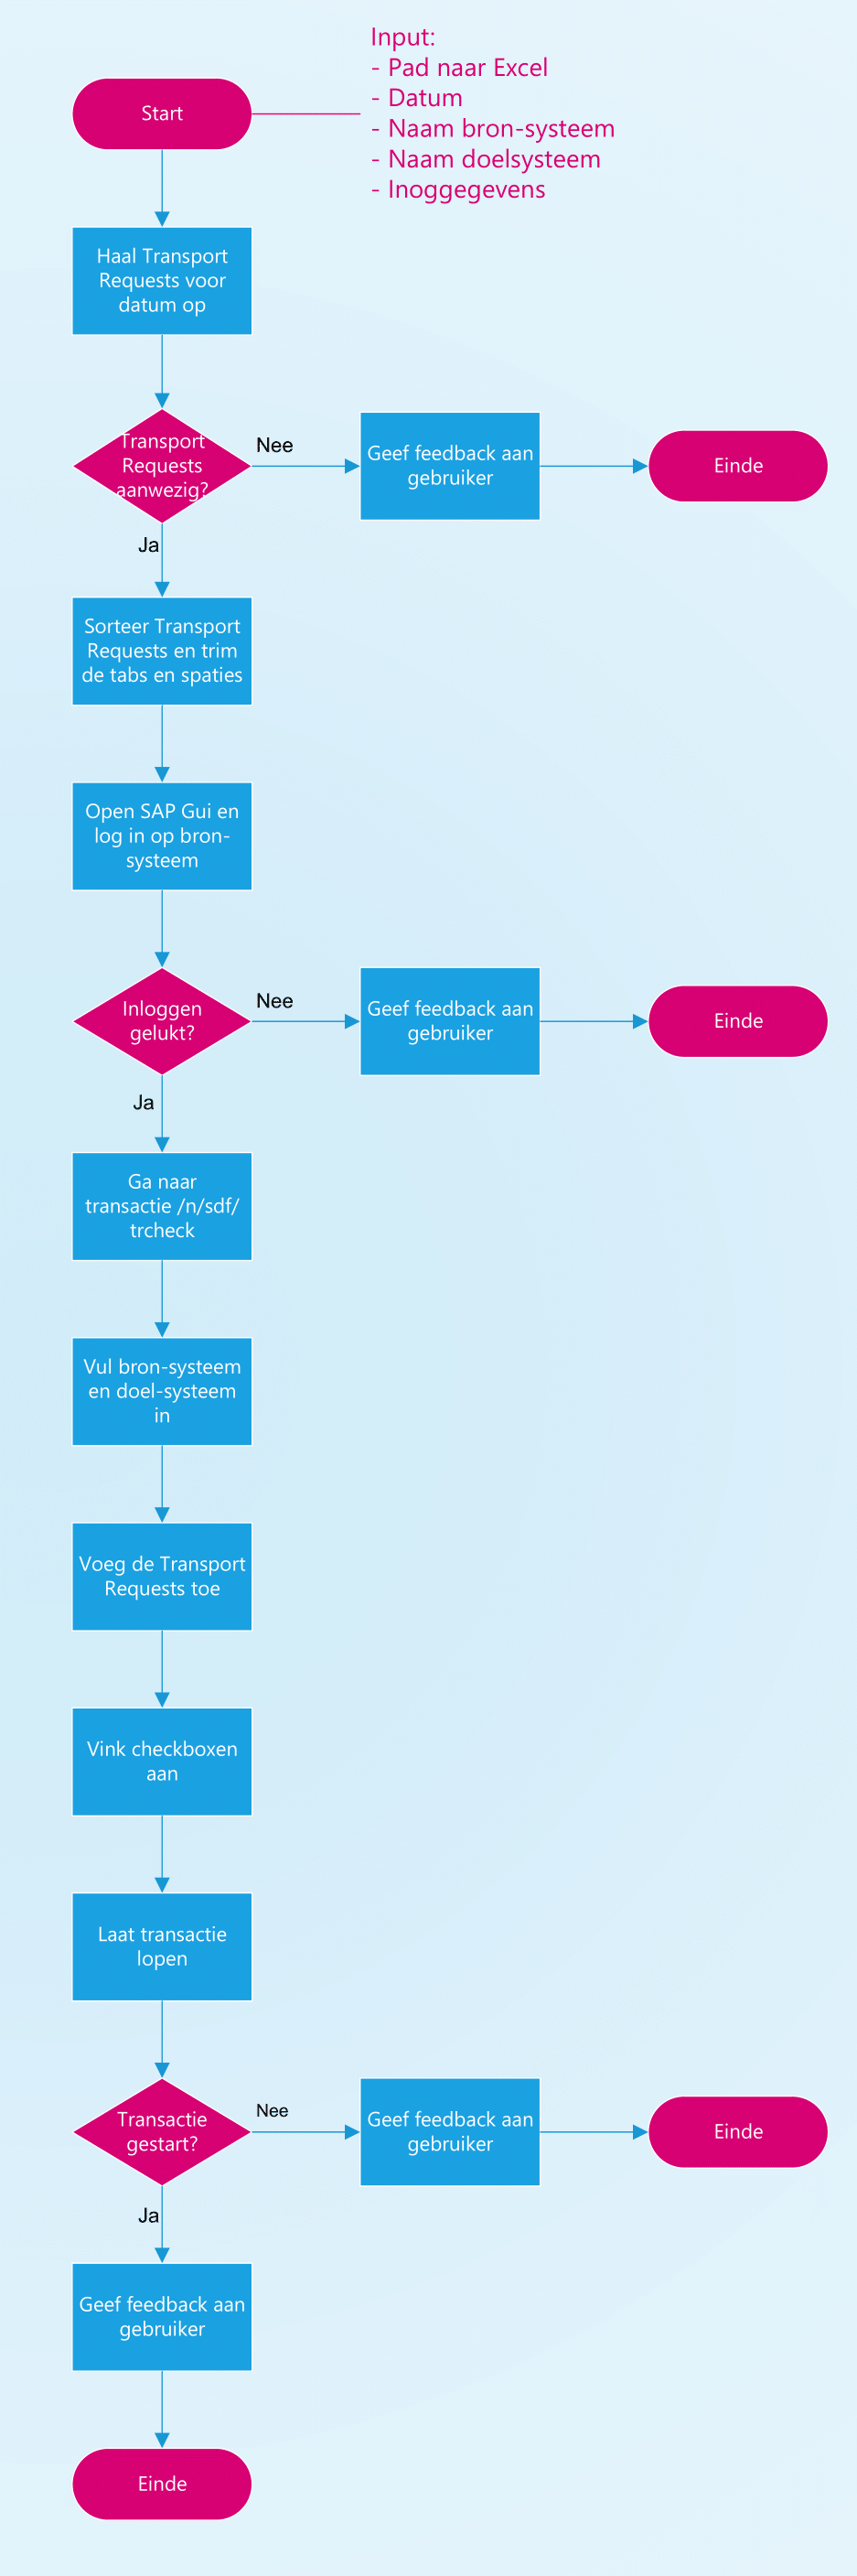 Input:
- Pad naar Excel
- Datum
- Naam bron-systeem
- Naam doelsysteem
- Inoggegevens
Start
Haal Transport
Requests voor
datum op
Transport
Requests
aanwezig?
Nee
Geef feedback aan
gebruiker
Einde
Ja
Sorteer Transport
Requests en trim
de tabs en spaties
Open SAP Gui en
log in op bron-
systeem
Inloggen
gelukt?
Nee
Geef feedback aan
gebruiker
Einde
Ja
Ga naar
transactie /n/sdf/
trcheck
Vul bron-systeem
en doel-systeem
in
Voeg de Transport
Requests toe
Vink checkboxen
aan
Laat transactie
lopen
Transactie
gestart?
Nee
Geef feedback aan
gebruiker
Einde
Ja
Geef feedback aan
gebruiker
Einde